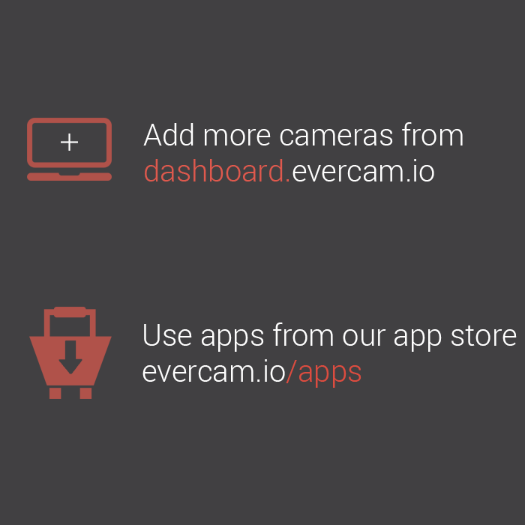 Add more cameras from
dashboard.evercam.io
Use apps from our app store
evercam.io/apps